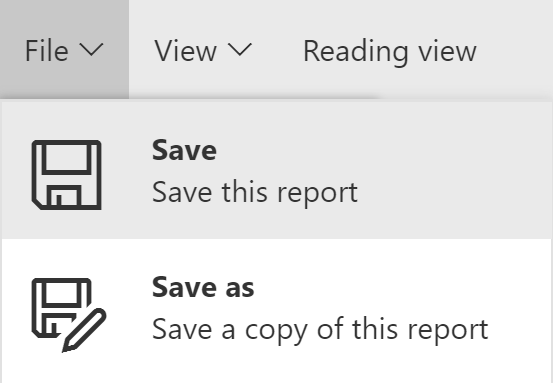 File View Reading view
Save
Save this report
Save as
Save a copy of this report